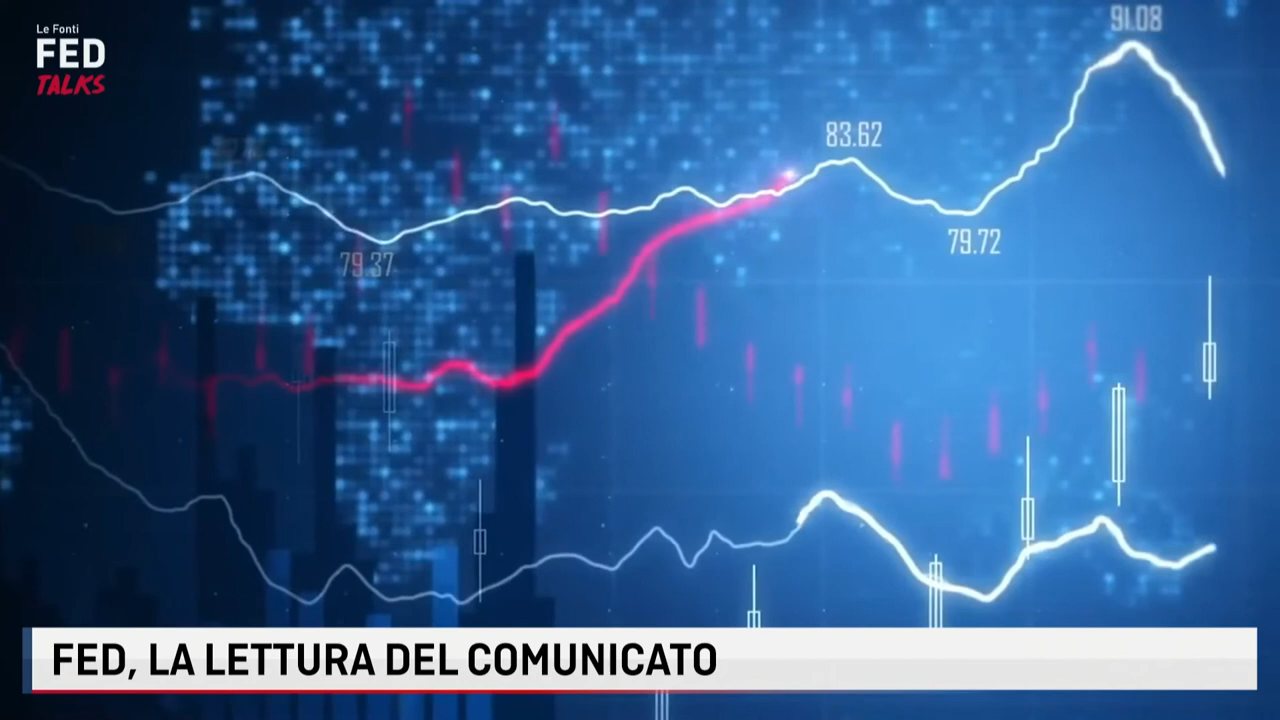 Le Fonti
FED
TALKS
91.08
83.62
79.72
79.37
FED, LA LETTURA DEL COMUNICATO